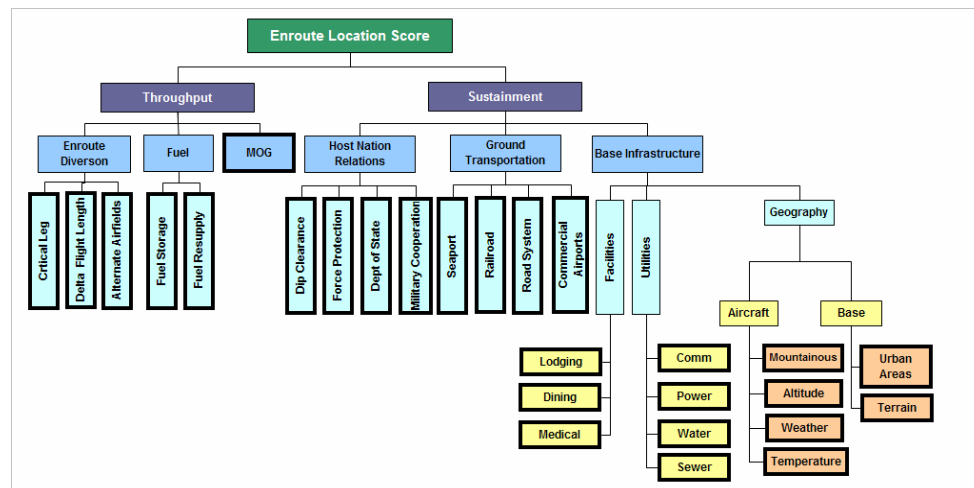 Enroute Location Score
Throughput
Sustainment
Enroute
Diverson
Fuel
MOG
Host Nation
Relations
Ground
Transportation
Base Infrastructure
Crtical Leg
Delta Flight Length
Alternate Airfields
Fuel Storage
Fuel Resupply
Dip Clearance
Force Protection
Dept of State
Military Cooperation
Seaport
Railroad
Road System
Commercial
Airports
Facilities
Utilities
Geography
Aircraft
Base
Lodging
Dining
Medical
Comm
Power
Water
Sewer
Mountainous
Altitude
Weather
Temperature
Urban
Areas
Terrain